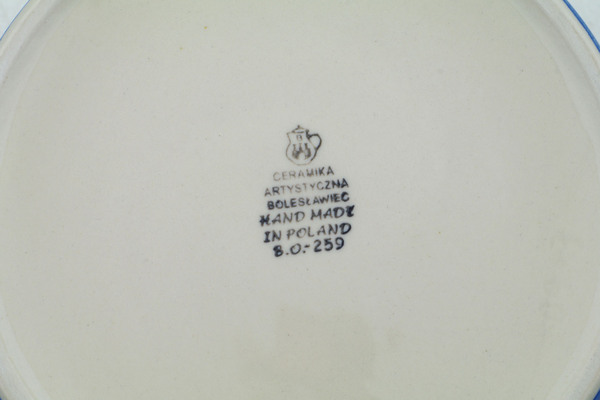 CERAMIKA
ARTYSTYCZNA
BOLESŁAWIEC
HAND MADE
IN POLAND
B.O.-259